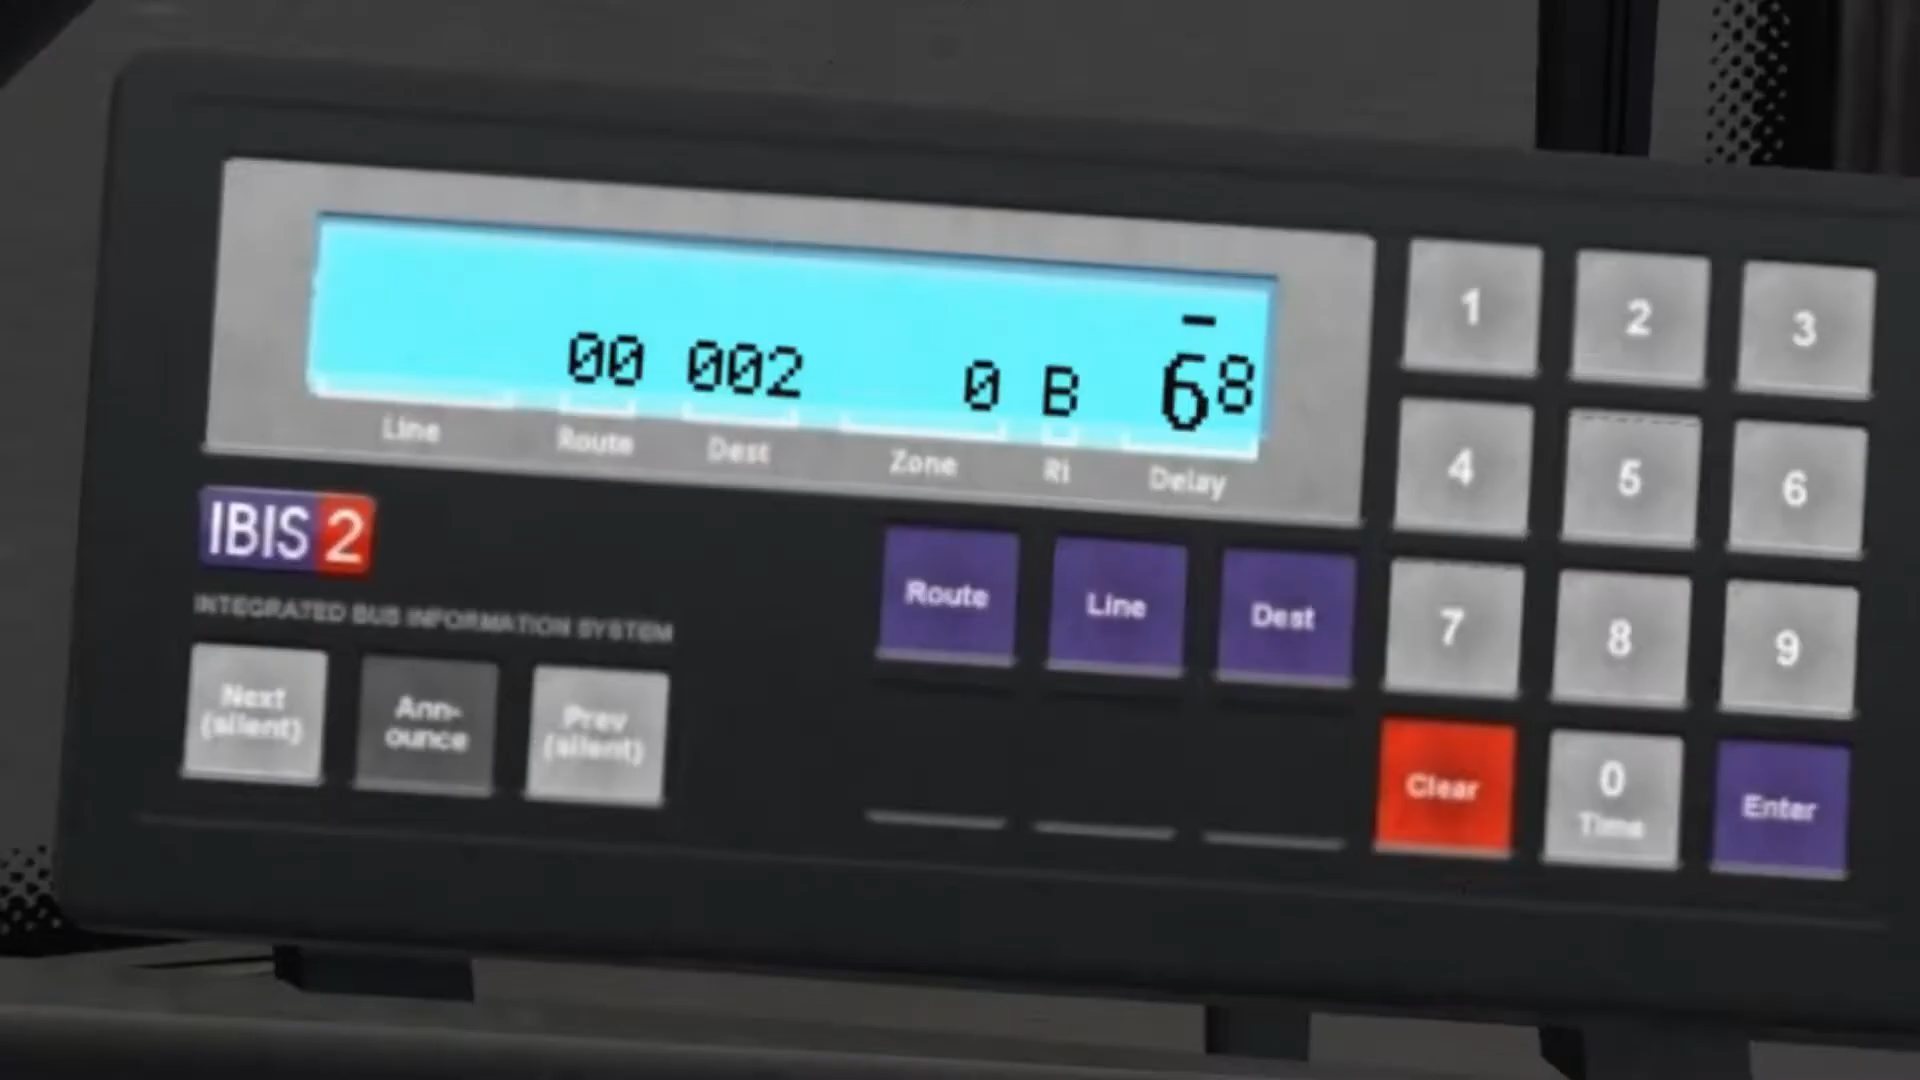 -
00 002 0 B 68
Line Route Dest Zone Ri Delay
IBIS 2
INTEGRATED BUS INFORMATION SYSTEM
Next
(silent)
Ann-
ounce
Prev
(silent)
Route Line Dest
1 2 3
4 5 6
7 8 9
Clear 0
Time Enter